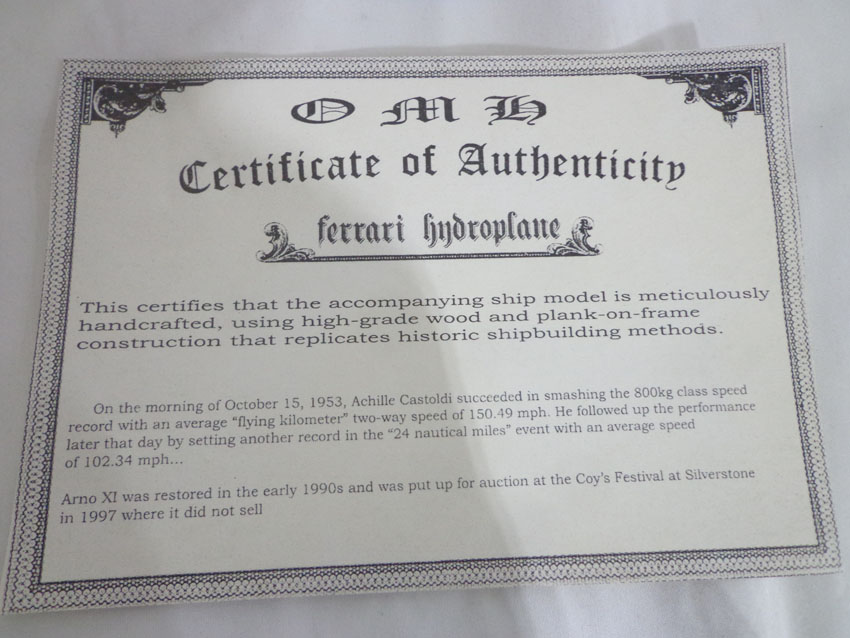 OMH
Certificate of Authenticity
ferrari hydroplane
This certifies that the accompanying ship model is meticulously
handcrafted, using high-grade wood and plank-on-frame
construction that replicates historic shipbuilding methods.
On the morning of October 15, 1953, Achille Castoldi succeeded in smashing the 800kg class speed
record with an average "flying kilometer" two-way speed of 150.49 mph. He followed up the performance
later that day by setting another record in the "24 nautical miles" event with an average speed
of 102.34 mph...
Arno XI was restored in the early 1990s and was put up for auction at the Coy's Festival at Silverstone
in 1997 where it did not sell